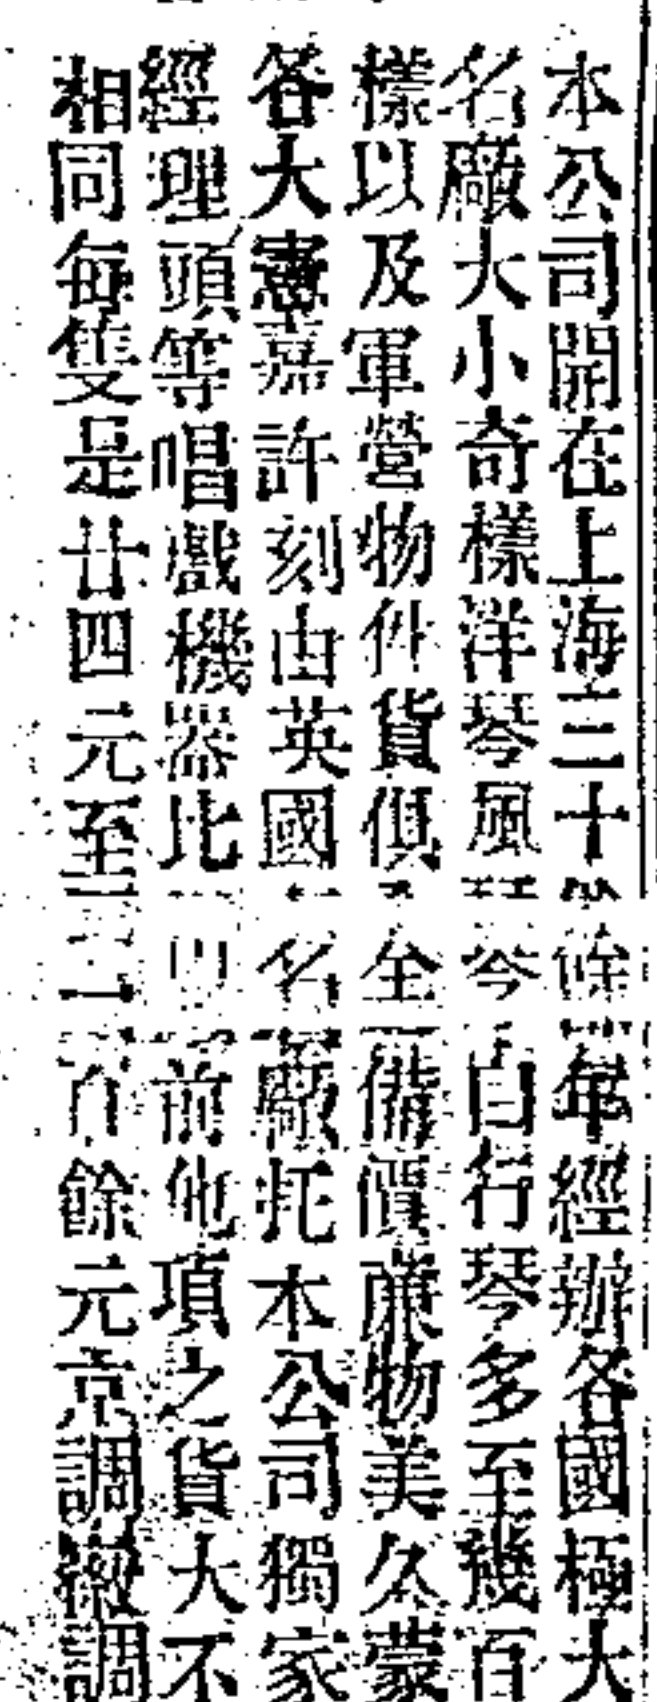 本公司開在上海三十餘年經辦各國極大
名廠大小奇樣洋琴風琴自行琴多至幾百
樣以及軍營物件貨俱全備價廉物美久蒙
各大憲嘉許刻由英國名廠托本公司獨家
經理頭等唱戲機器比前他項之貨大不
相同每隻是廿四元至二百餘元京調徽調